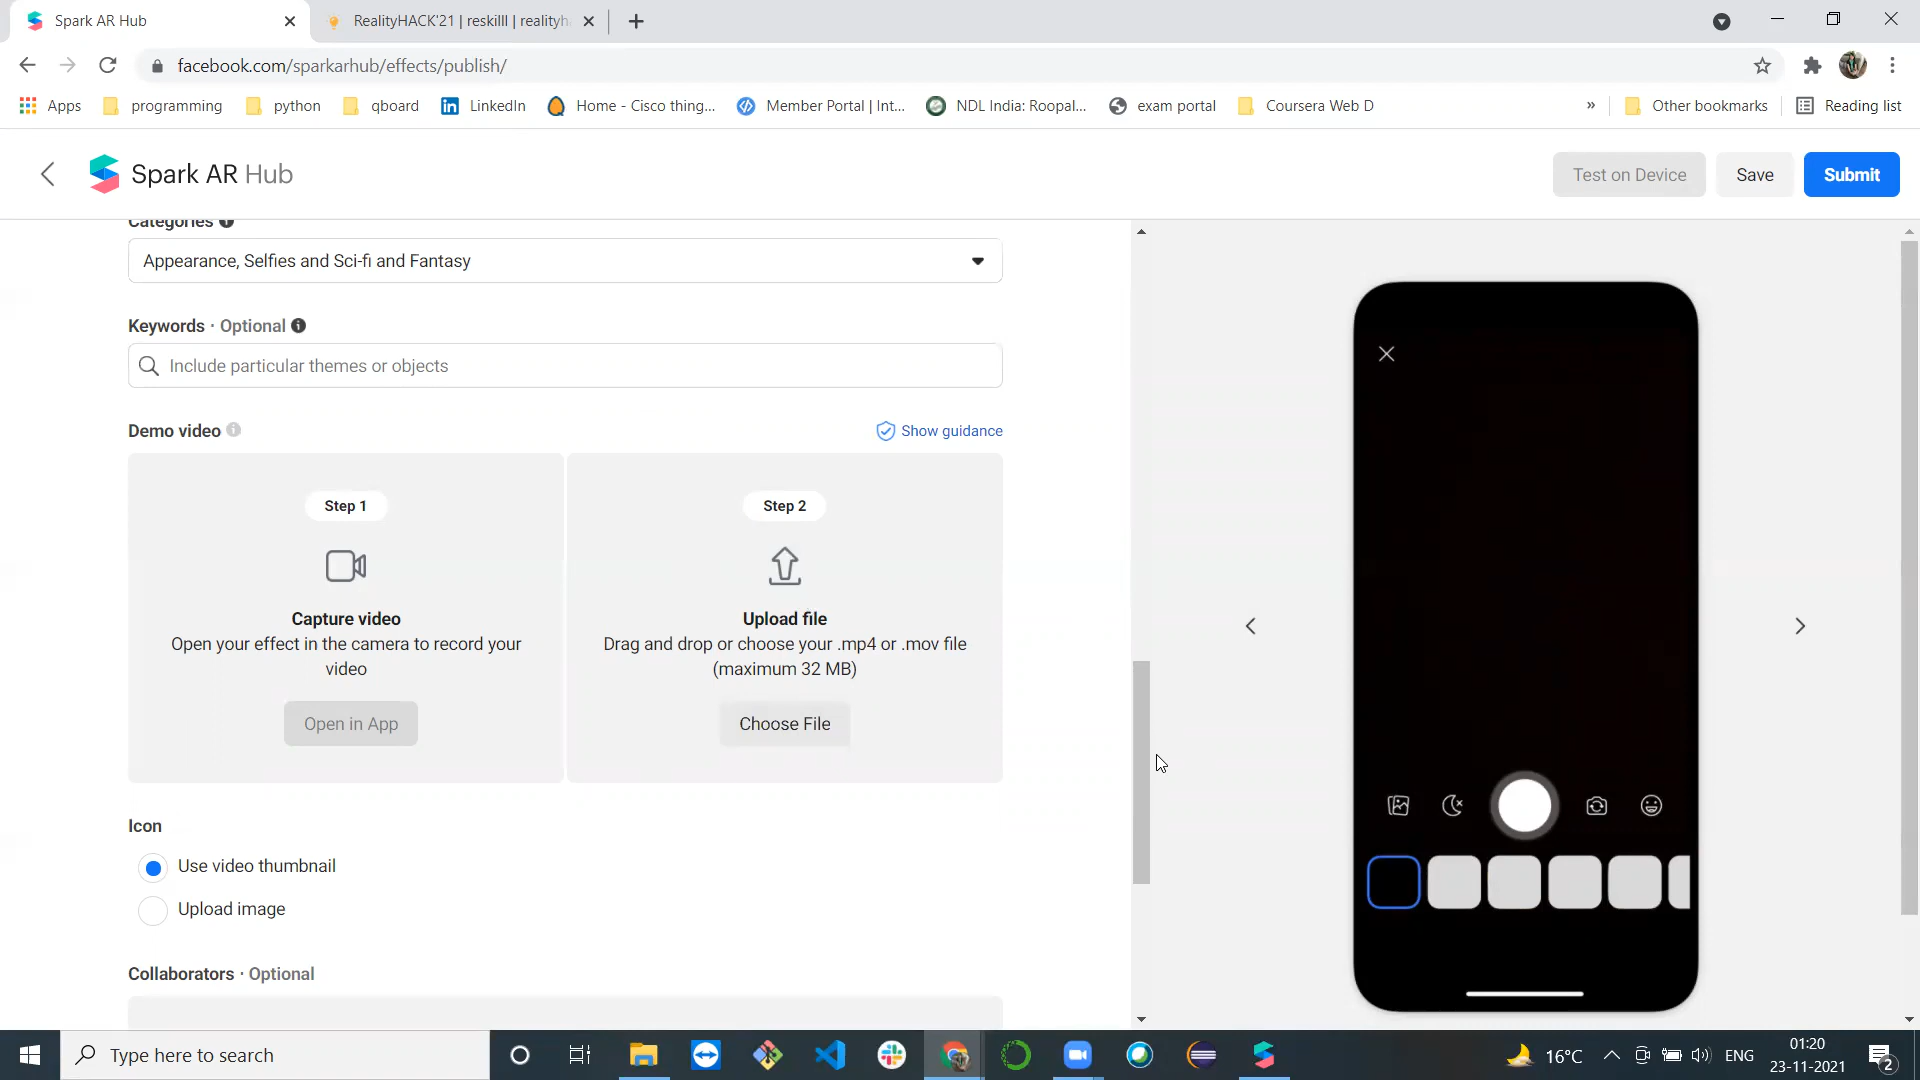 Spark AR Hub
RealityHACK'21 | reskilll | realityh
facebook.com/sparkarhub/effects/publish/
Apps programming python qboard LinkedIn Home - Cisco thing... Member Portal | Int... NDL India: Roopal... exam portal Coursera Web D » Other bookmarks Reading list
Spark AR Hub
Test on Device Save Submit
Categories
Appearance, Selfies and Sci-fi and Fantasy
Keywords · Optional
Include particular themes or objects
Demo video Show guidance
Step 1 Step 2
Capture video Upload file
Open your effect in the camera to record your Drag and drop or choose your .mp4 or .mov file
video (maximum 32 MB)
Open in App Choose File
Icon
Use video thumbnail
Upload image
Collaborators · Optional
Type here to search
16°C ENG
01:20
23-11-2021
2